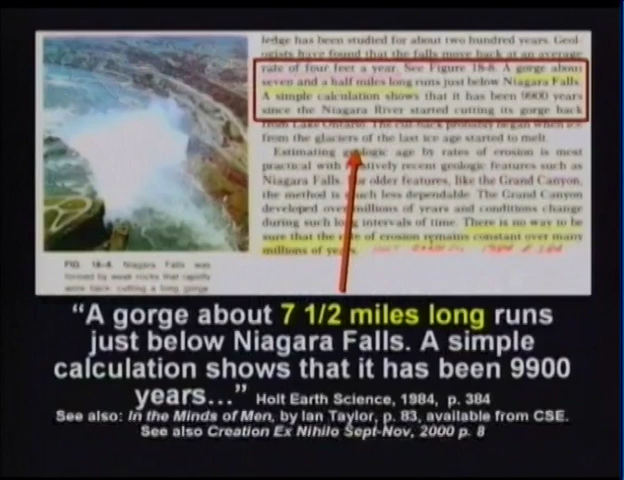 ledge has been studied for about two hundred years. Geol-
ogists have found that the falls move back at an average
rate of four feet a year. See Figure 18-8. A gorge about
seven and a half miles long runs just below Niagara Falls.
A simple calculation shows that it has been 9900 years
since the Niagara River started cutting its gorge back
from Lake Ontario. The cut-back probably began when ice
from the glaciers of the last ice age started to melt.
Estimating geologic age by rates of erosion is most
practical with relatively recent geologic features such as
Niagara Falls. For older features, like the Grand Canyon,
the method is much less dependable. The Grand Canyon
developed over millions of years and conditions change
during such long intervals of time. There is no way to be
sure that the rate of erosion remains constant over many
millions of years.
FIG. 18-8. Niagara Falls was
formed by weak rocks that rapidly
wore back cutting a long gorge
“A gorge about 7 1/2 miles long runs
just below Niagara Falls. A simple
calculation shows that it has been 9900
years…” Holt Earth Science, 1984, p. 384
See also: In the Minds of Men, by Ian Taylor, p. 83, available from CSE.
See also Creation Ex Nihilo Sept-Nov, 2000 p. 8